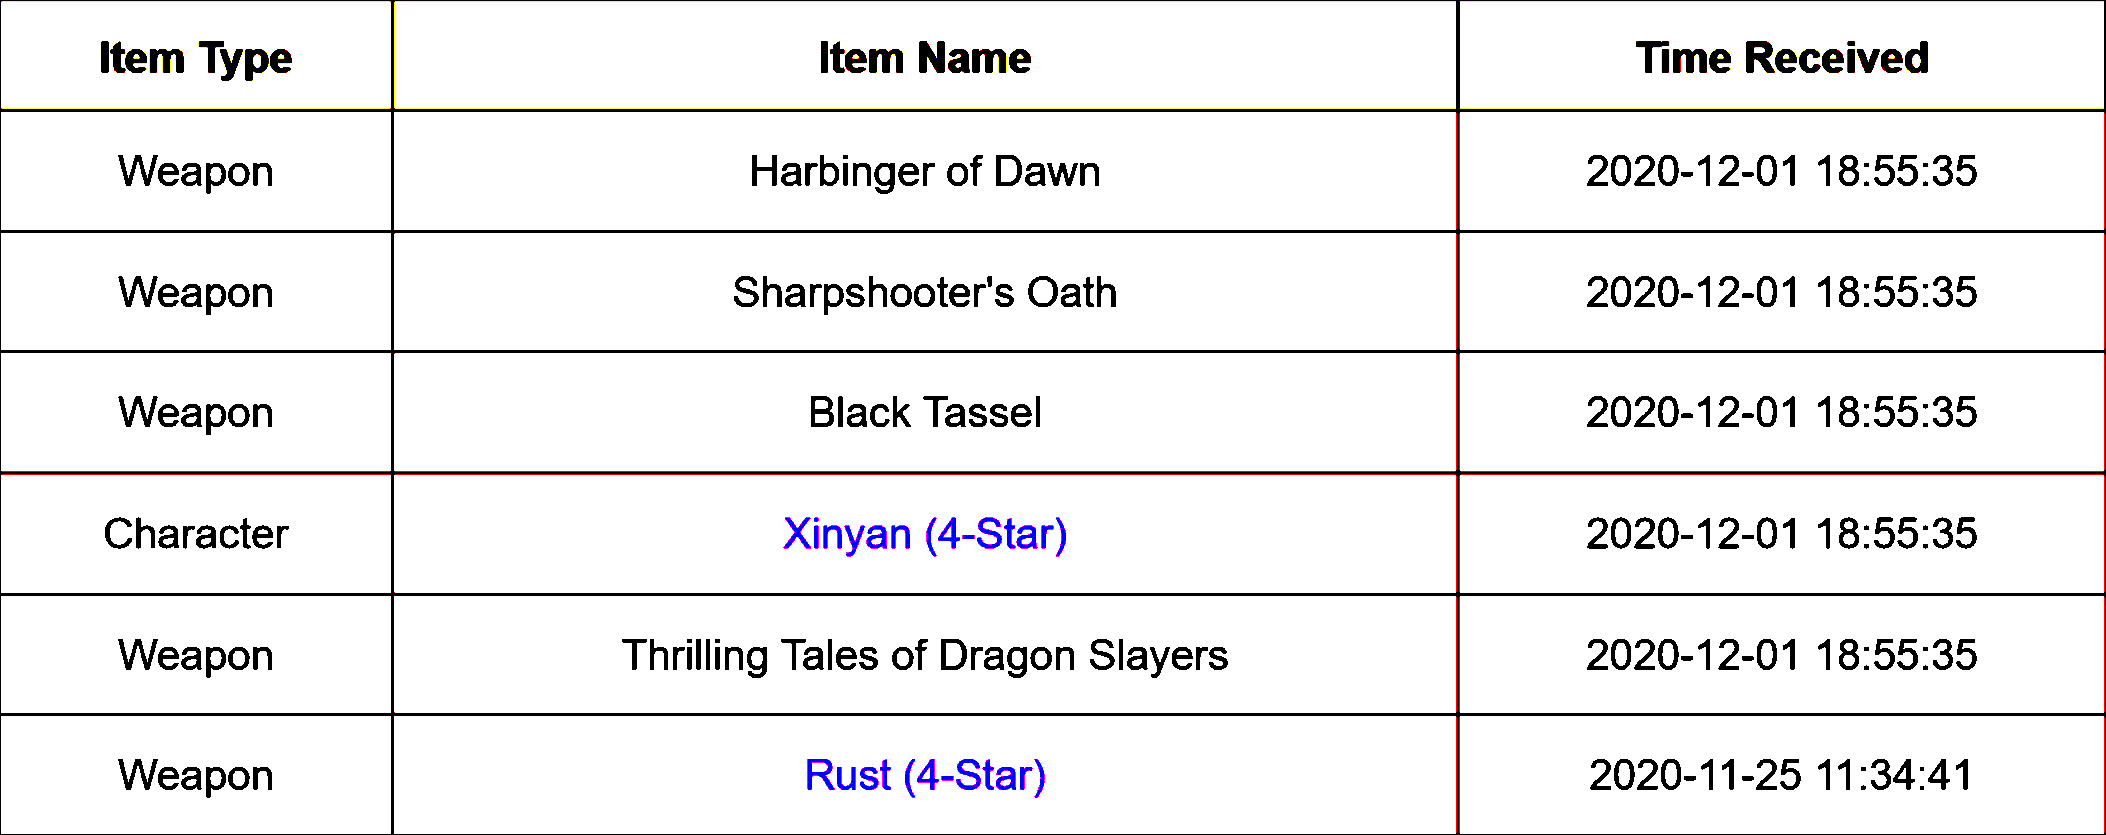 Item Type Item Name Time Received
Weapon Harbinger of Dawn 2020-12-01 18:55:35
Weapon Sharpshooter's Oath 2020-12-01 18:55:35
Weapon Black Tassel 2020-12-01 18:55:35
Character Xinyan (4-Star) 2020-12-01 18:55:35
Weapon Thrilling Tales of Dragon Slayers 2020-12-01 18:55:35
Weapon Rust (4-Star) 2020-11-25 11:34:41